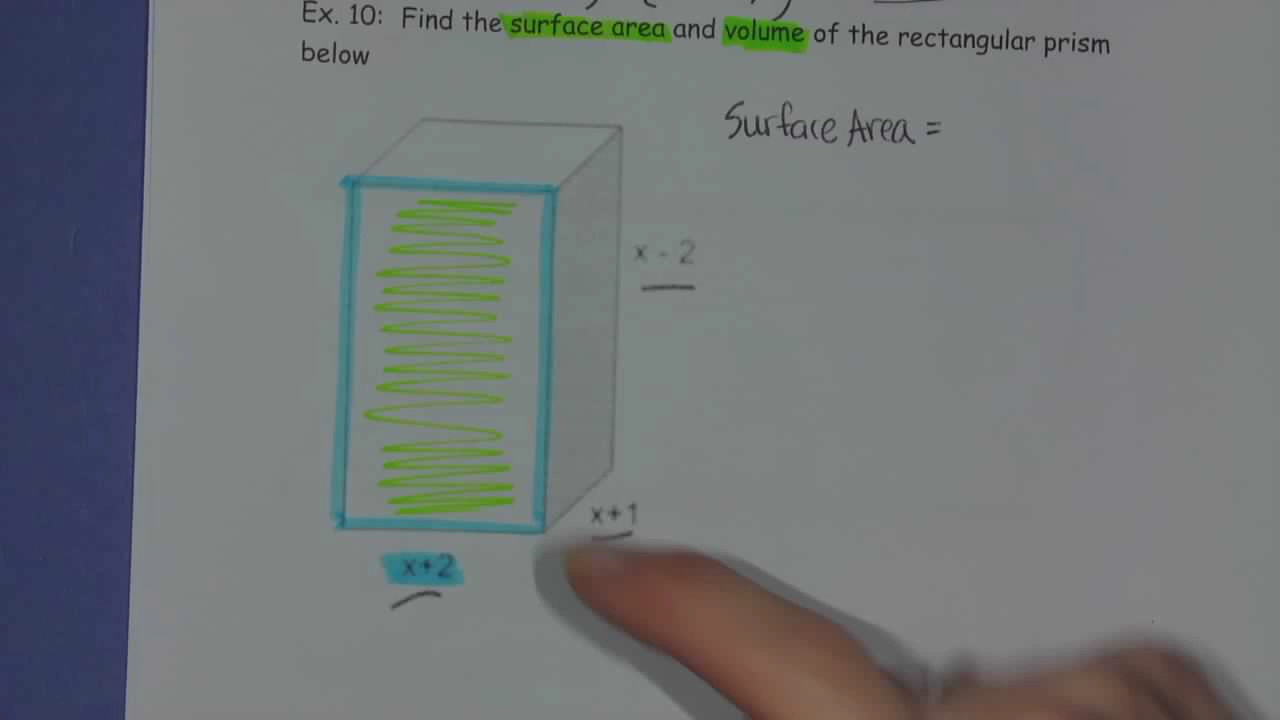 Ex. 10: Find the surface area and volume of the rectangular prism
below
Surface Area =
x - 2
x+1
x+2